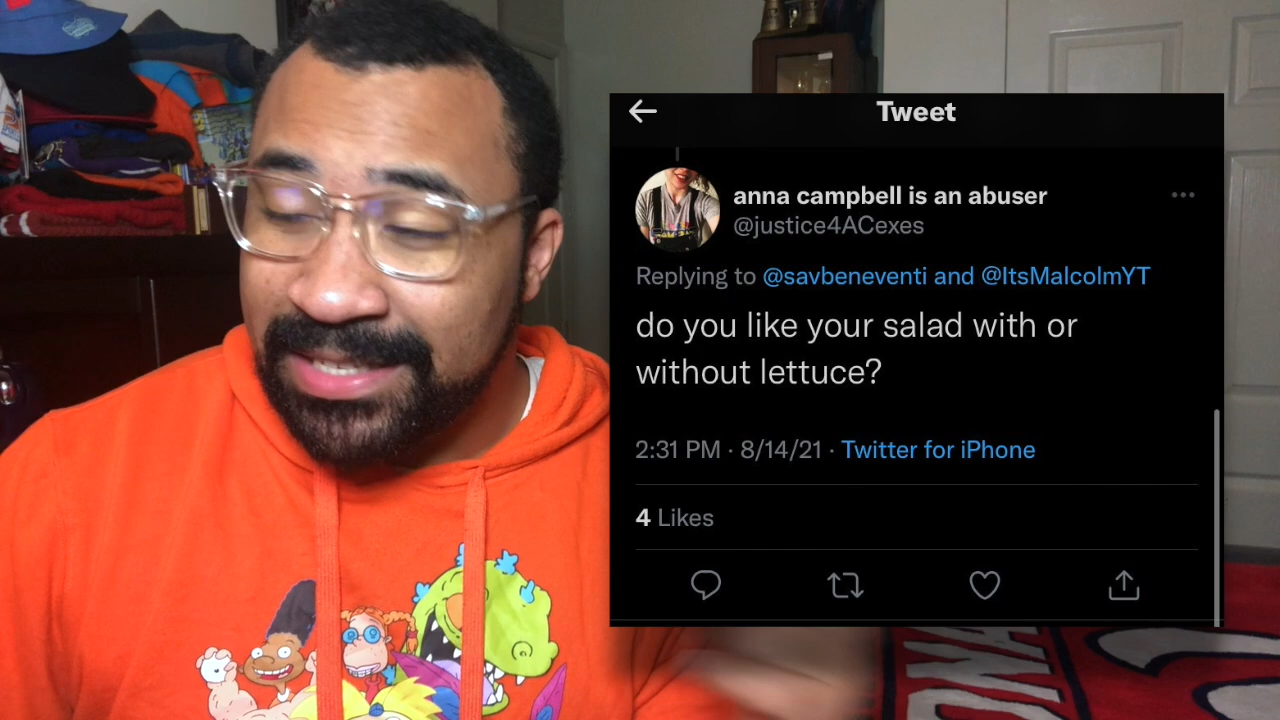 Tweet
anna campbell is an abuser
@justice4ACexes
Replying to @savbeneventi and @ItsMalcolmYT
do you like your salad with or
without lettuce?
2:31 PM · 8/14/21 · Twitter for iPhone
4 Likes